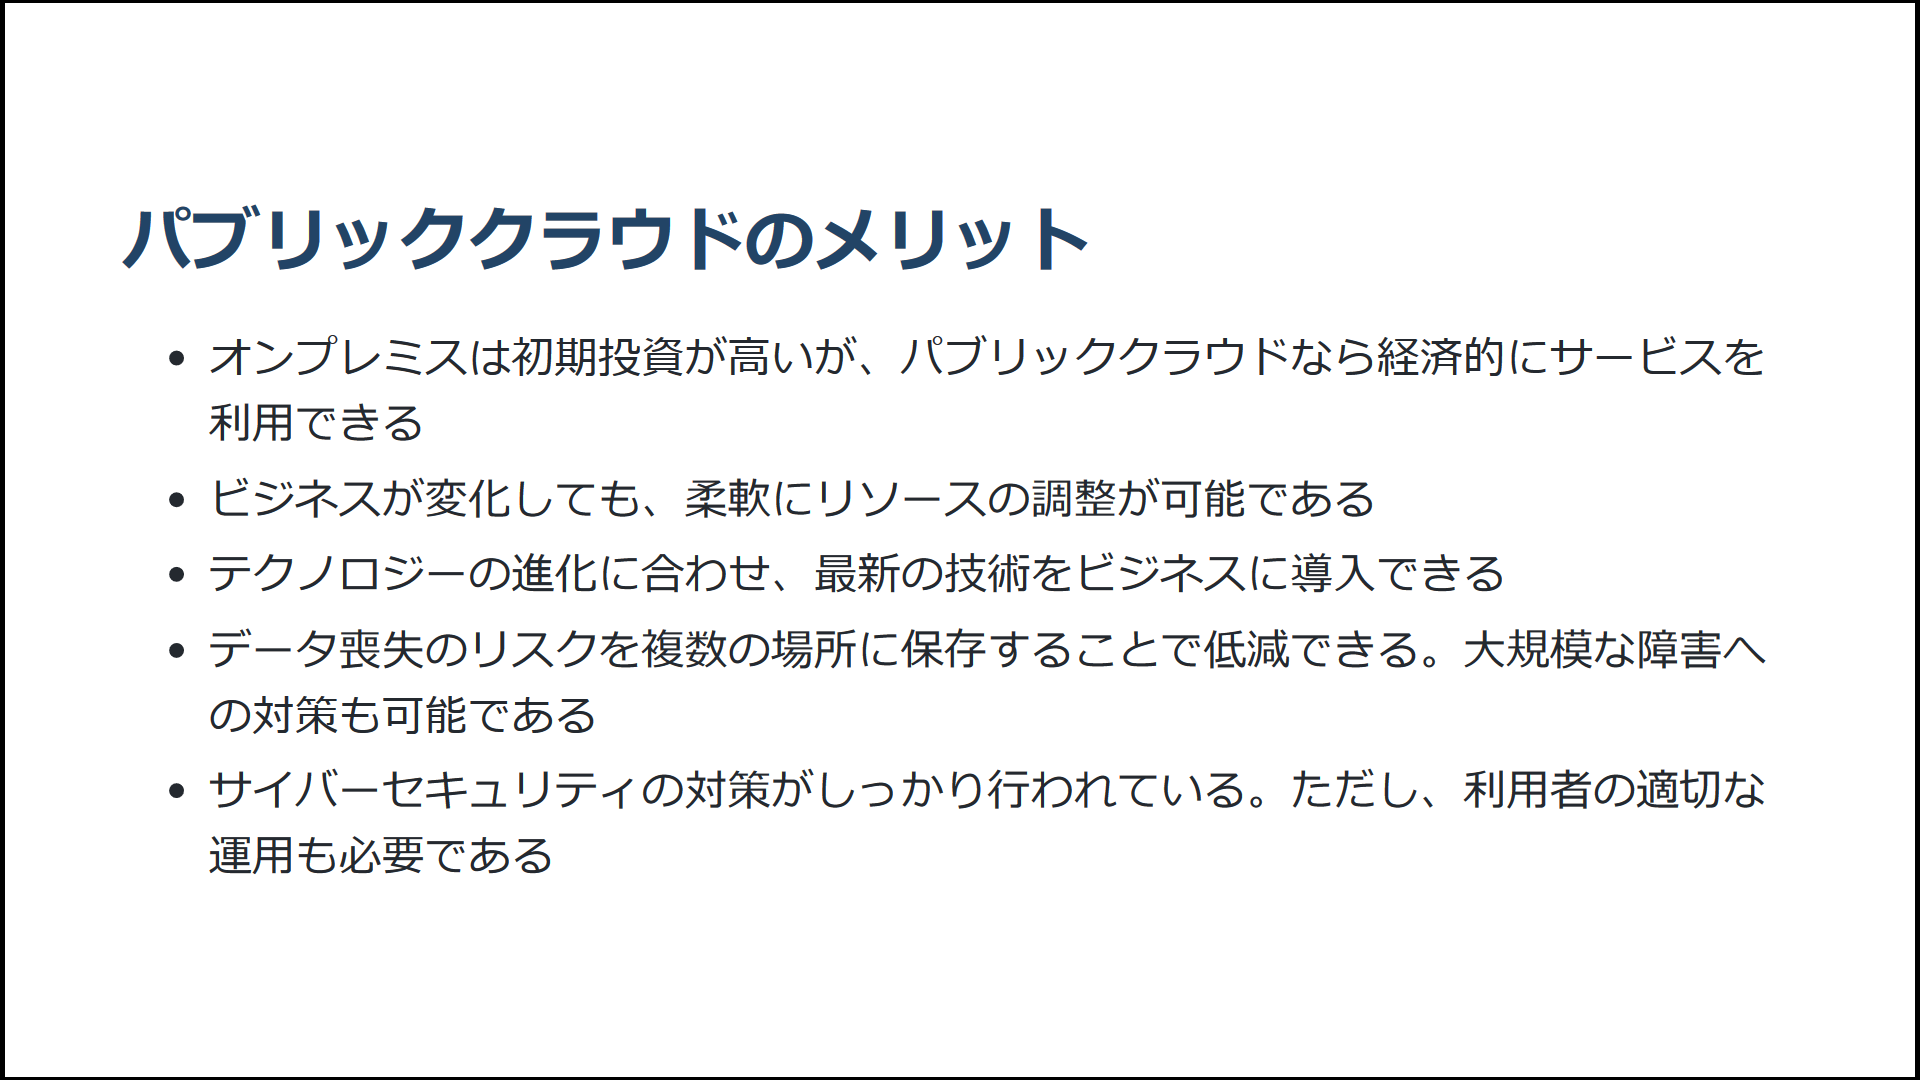 パブリッククラウドのメリット
• オンプレミスは初期投資が高いが、パブリッククラウドなら経済的にサービスを
利用できる
• ビジネスが変化しても、柔軟にリソースの調整が可能である
• テクノロジーの進化に合わせ、最新の技術をビジネスに導入できる
• データ喪失のリスクを複数の場所に保存することで低減できる。大規模な障害へ
の対策も可能である
• サイバーセキュリティの対策がしっかり行われている。ただし、利用者の適切な
運用も必要である